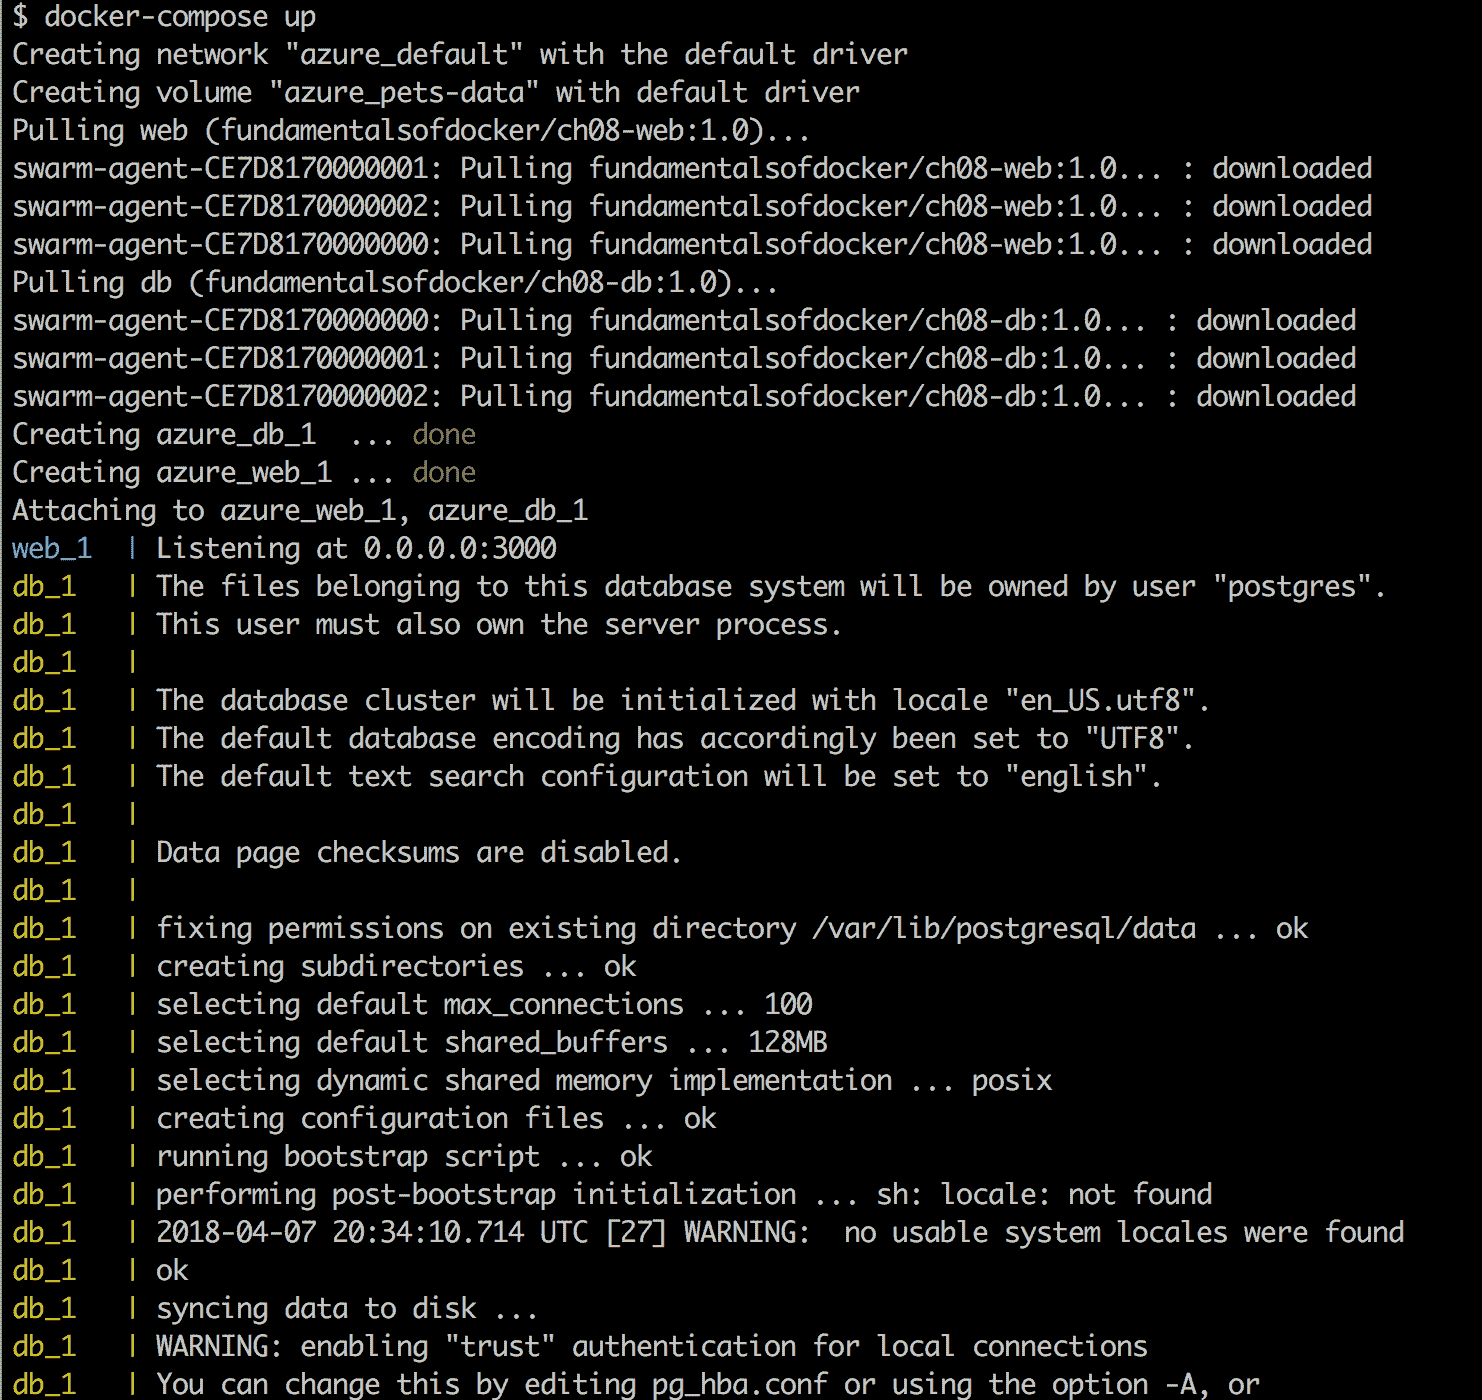 $ docker-compose up
Creating network "azure_default" with the default driver
Creating volume "azure_pets-data" with default driver
Pulling web (fundamentalsofdocker/ch08-web:1.0)...
swarm-agent-CE7D8170000001: Pulling fundamentalsofdocker/ch08-web:1.0... : downloaded
swarm-agent-CE7D8170000002: Pulling fundamentalsofdocker/ch08-web:1.0... : downloaded
swarm-agent-CE7D8170000000: Pulling fundamentalsofdocker/ch08-web:1.0... : downloaded
Pulling db (fundamentalsofdocker/ch08-db:1.0)...
swarm-agent-CE7D8170000000: Pulling fundamentalsofdocker/ch08-db:1.0... : downloaded
swarm-agent-CE7D8170000001: Pulling fundamentalsofdocker/ch08-db:1.0... : downloaded
swarm-agent-CE7D8170000002: Pulling fundamentalsofdocker/ch08-db:1.0... : downloaded
Creating azure_db_1  ... done
Creating azure_web_1 ... done
Attaching to azure_web_1, azure_db_1
web_1  | Listening at 0.0.0.0:3000
db_1   | The files belonging to this database system will be owned by user "postgres".
db_1   | This user must also own the server process.
db_1   |
db_1   | The database cluster will be initialized with locale "en_US.utf8".
db_1   | The default database encoding has accordingly been set to "UTF8".
db_1   | The default text search configuration will be set to "english".
db_1   |
db_1   | Data page checksums are disabled.
db_1   |
db_1   | fixing permissions on existing directory /var/lib/postgresql/data ... ok
db_1   | creating subdirectories ... ok
db_1   | selecting default max_connections ... 100
db_1   | selecting default shared_buffers ... 128MB
db_1   | selecting dynamic shared memory implementation ... posix
db_1   | creating configuration files ... ok
db_1   | running bootstrap script ... ok
db_1   | performing post-bootstrap initialization ... sh: locale: not found
db_1   | 2018-04-07 20:34:10.714 UTC [27] WARNING:  no usable system locales were found
db_1   | ok
db_1   | syncing data to disk ...
db_1   | WARNING: enabling "trust" authentication for local connections
db_1   | You can change this by editing pg_hba.conf or using the option -A, or